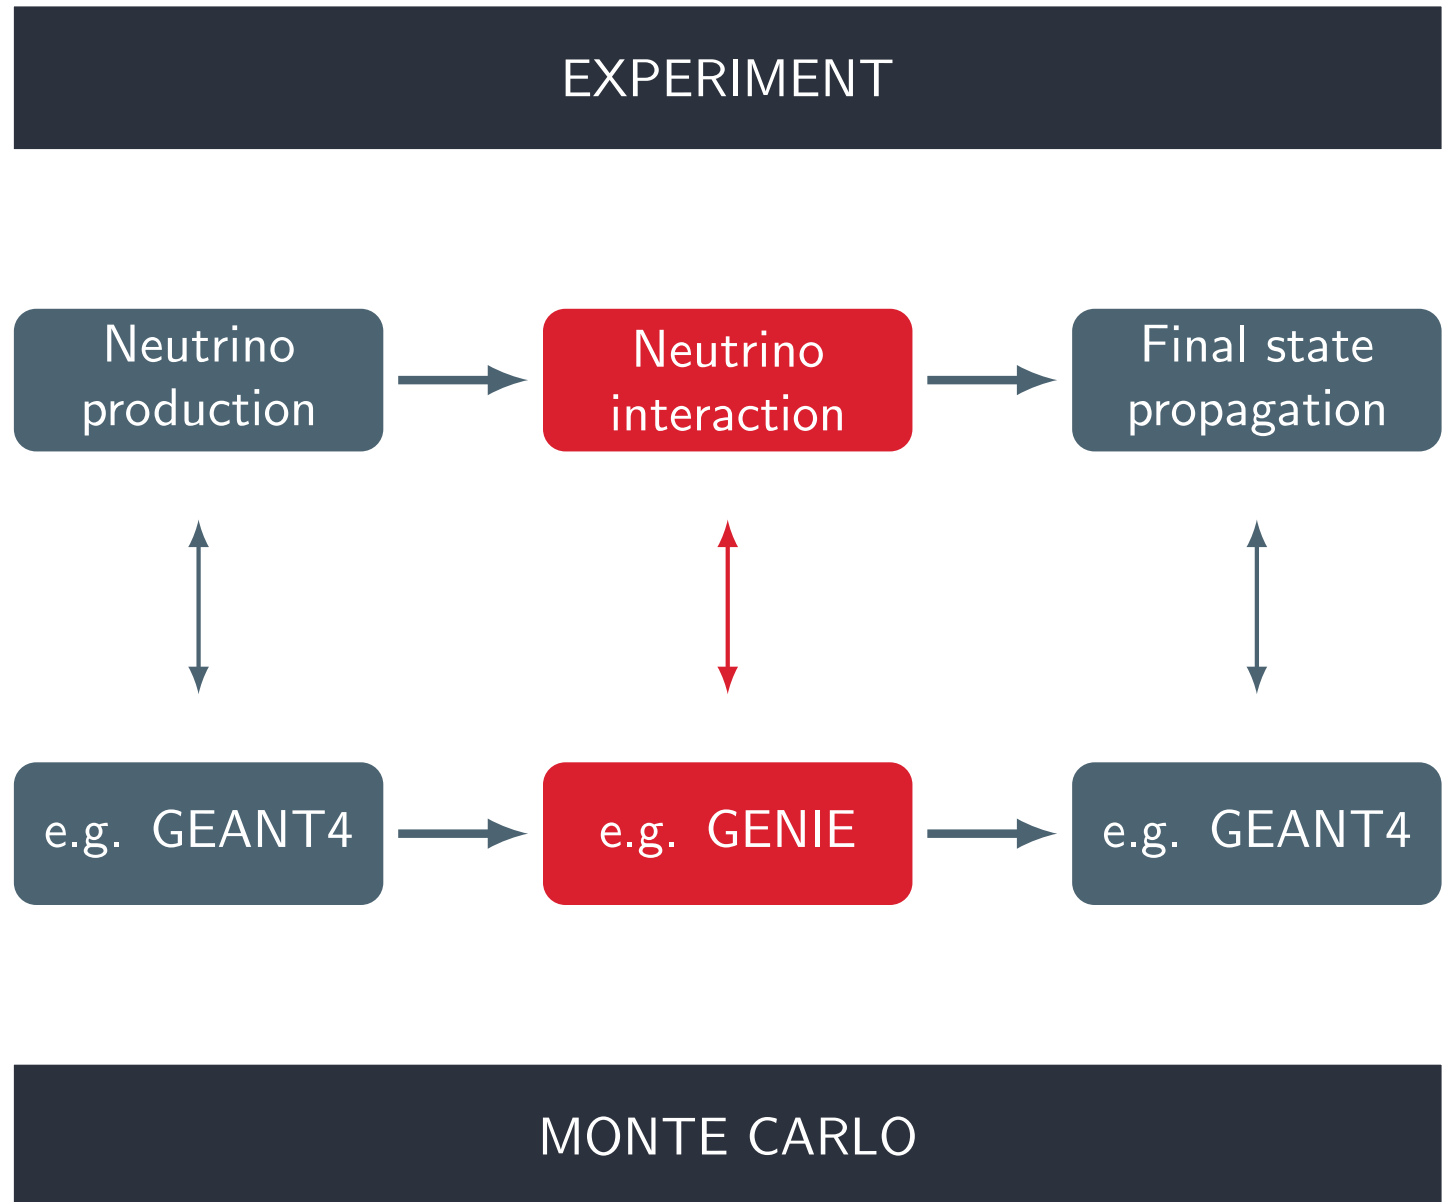 EXPERIMENT
Neutrino
production
Neutrino
interaction
Final state
propagation
e.g. GEANT4
e.g. GENIE
e.g. GEANT4
MONTE CARLO